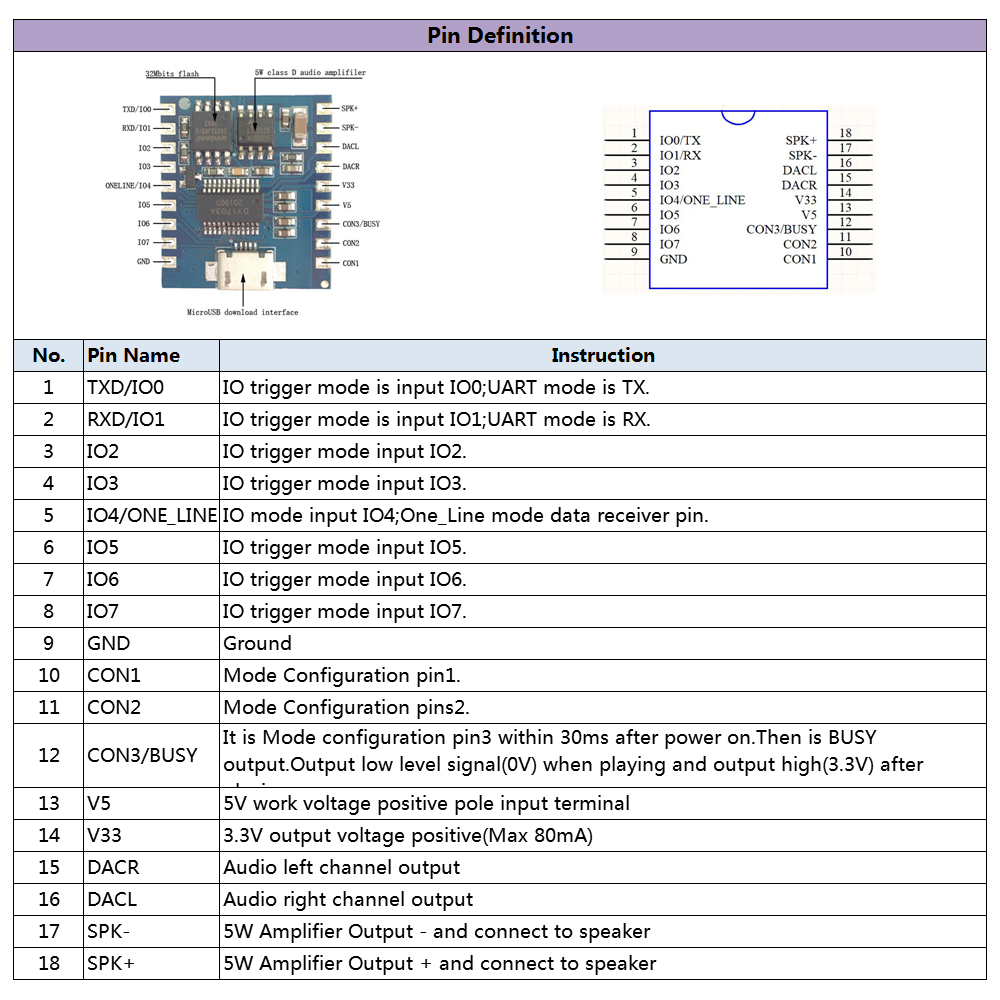 Pin Definition
32Mbits flash
5W class D audio amplifiler
TXD/IO0
RXD/IO1
IO2
IO3
ONELINE/IO4
IO5
IO6
IO7
GND
SPK+
SPK-
DACL
DACR
V33
V5
CON3/BUSY
CON2
CON1
MicroUSB download interface
1 IO0/TX SPK+ 18
2 IO1/RX SPK- 17
3 IO2 DACL 16
4 IO3 DACR 15
5 IO4/ONE_LINE V33 14
6 IO5 V5 13
7 IO6 CON3/BUSY 12
8 IO7 CON2 11
9 GND CON1 10
No. Pin Name Instruction
1 TXD/IO0 IO trigger mode is input IO0;UART mode is TX.
2 RXD/IO1 IO trigger mode is input IO1;UART mode is RX.
3 IO2 IO trigger mode input IO2.
4 IO3 IO trigger mode input IO3.
5 IO4/ONE_LINE IO mode input IO4;One_Line mode data receiver pin.
6 IO5 IO trigger mode input IO5.
7 IO6 IO trigger mode input IO6.
8 IO7 IO trigger mode input IO7.
9 GND Ground
10 CON1 Mode Configuration pin1.
11 CON2 Mode Configuration pins2.
12 CON3/BUSY It is Mode configuration pin3 within 30ms after power on.Then is BUSY
output.Output low level signal(0V) when playing and output high(3.3V) after
13 V5 5V work voltage positive pole input terminal
14 V33 3.3V output voltage positive(Max 80mA)
15 DACR Audio left channel output
16 DACL Audio right channel output
17 SPK- 5W Amplifier Output - and connect to speaker
18 SPK+ 5W Amplifier Output + and connect to speaker